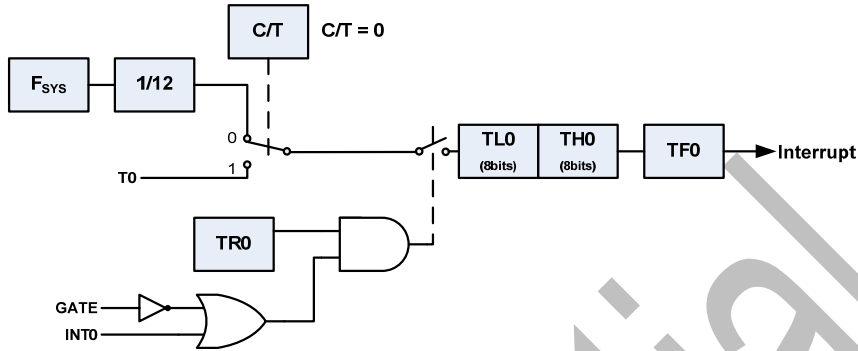 C/T
C/T = 0
FSYS
1/12
0
1
T0
TL0
(8bits)
TH0
(8bits)
TF0
Interrupt
TR0
GATE
INT0